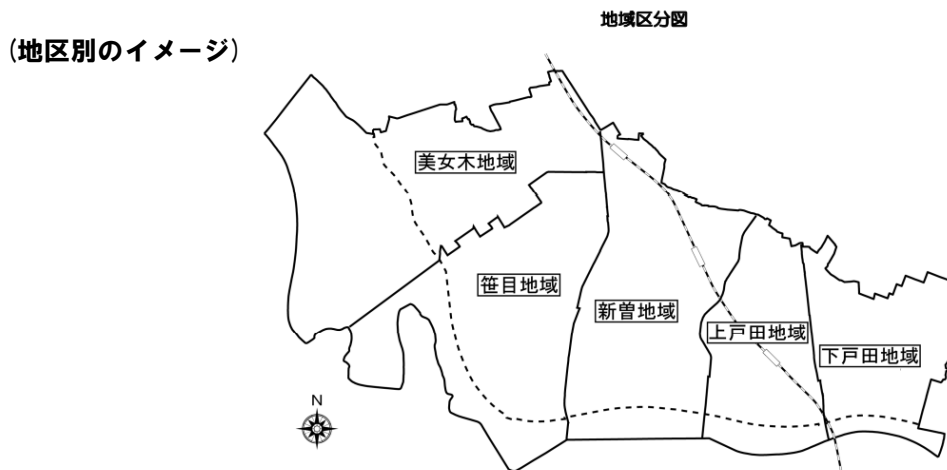 地域区分図
(地区別のイメージ)
美女木地域
笹目地域
新曽地域
上戸田地域
下戸田地域
N